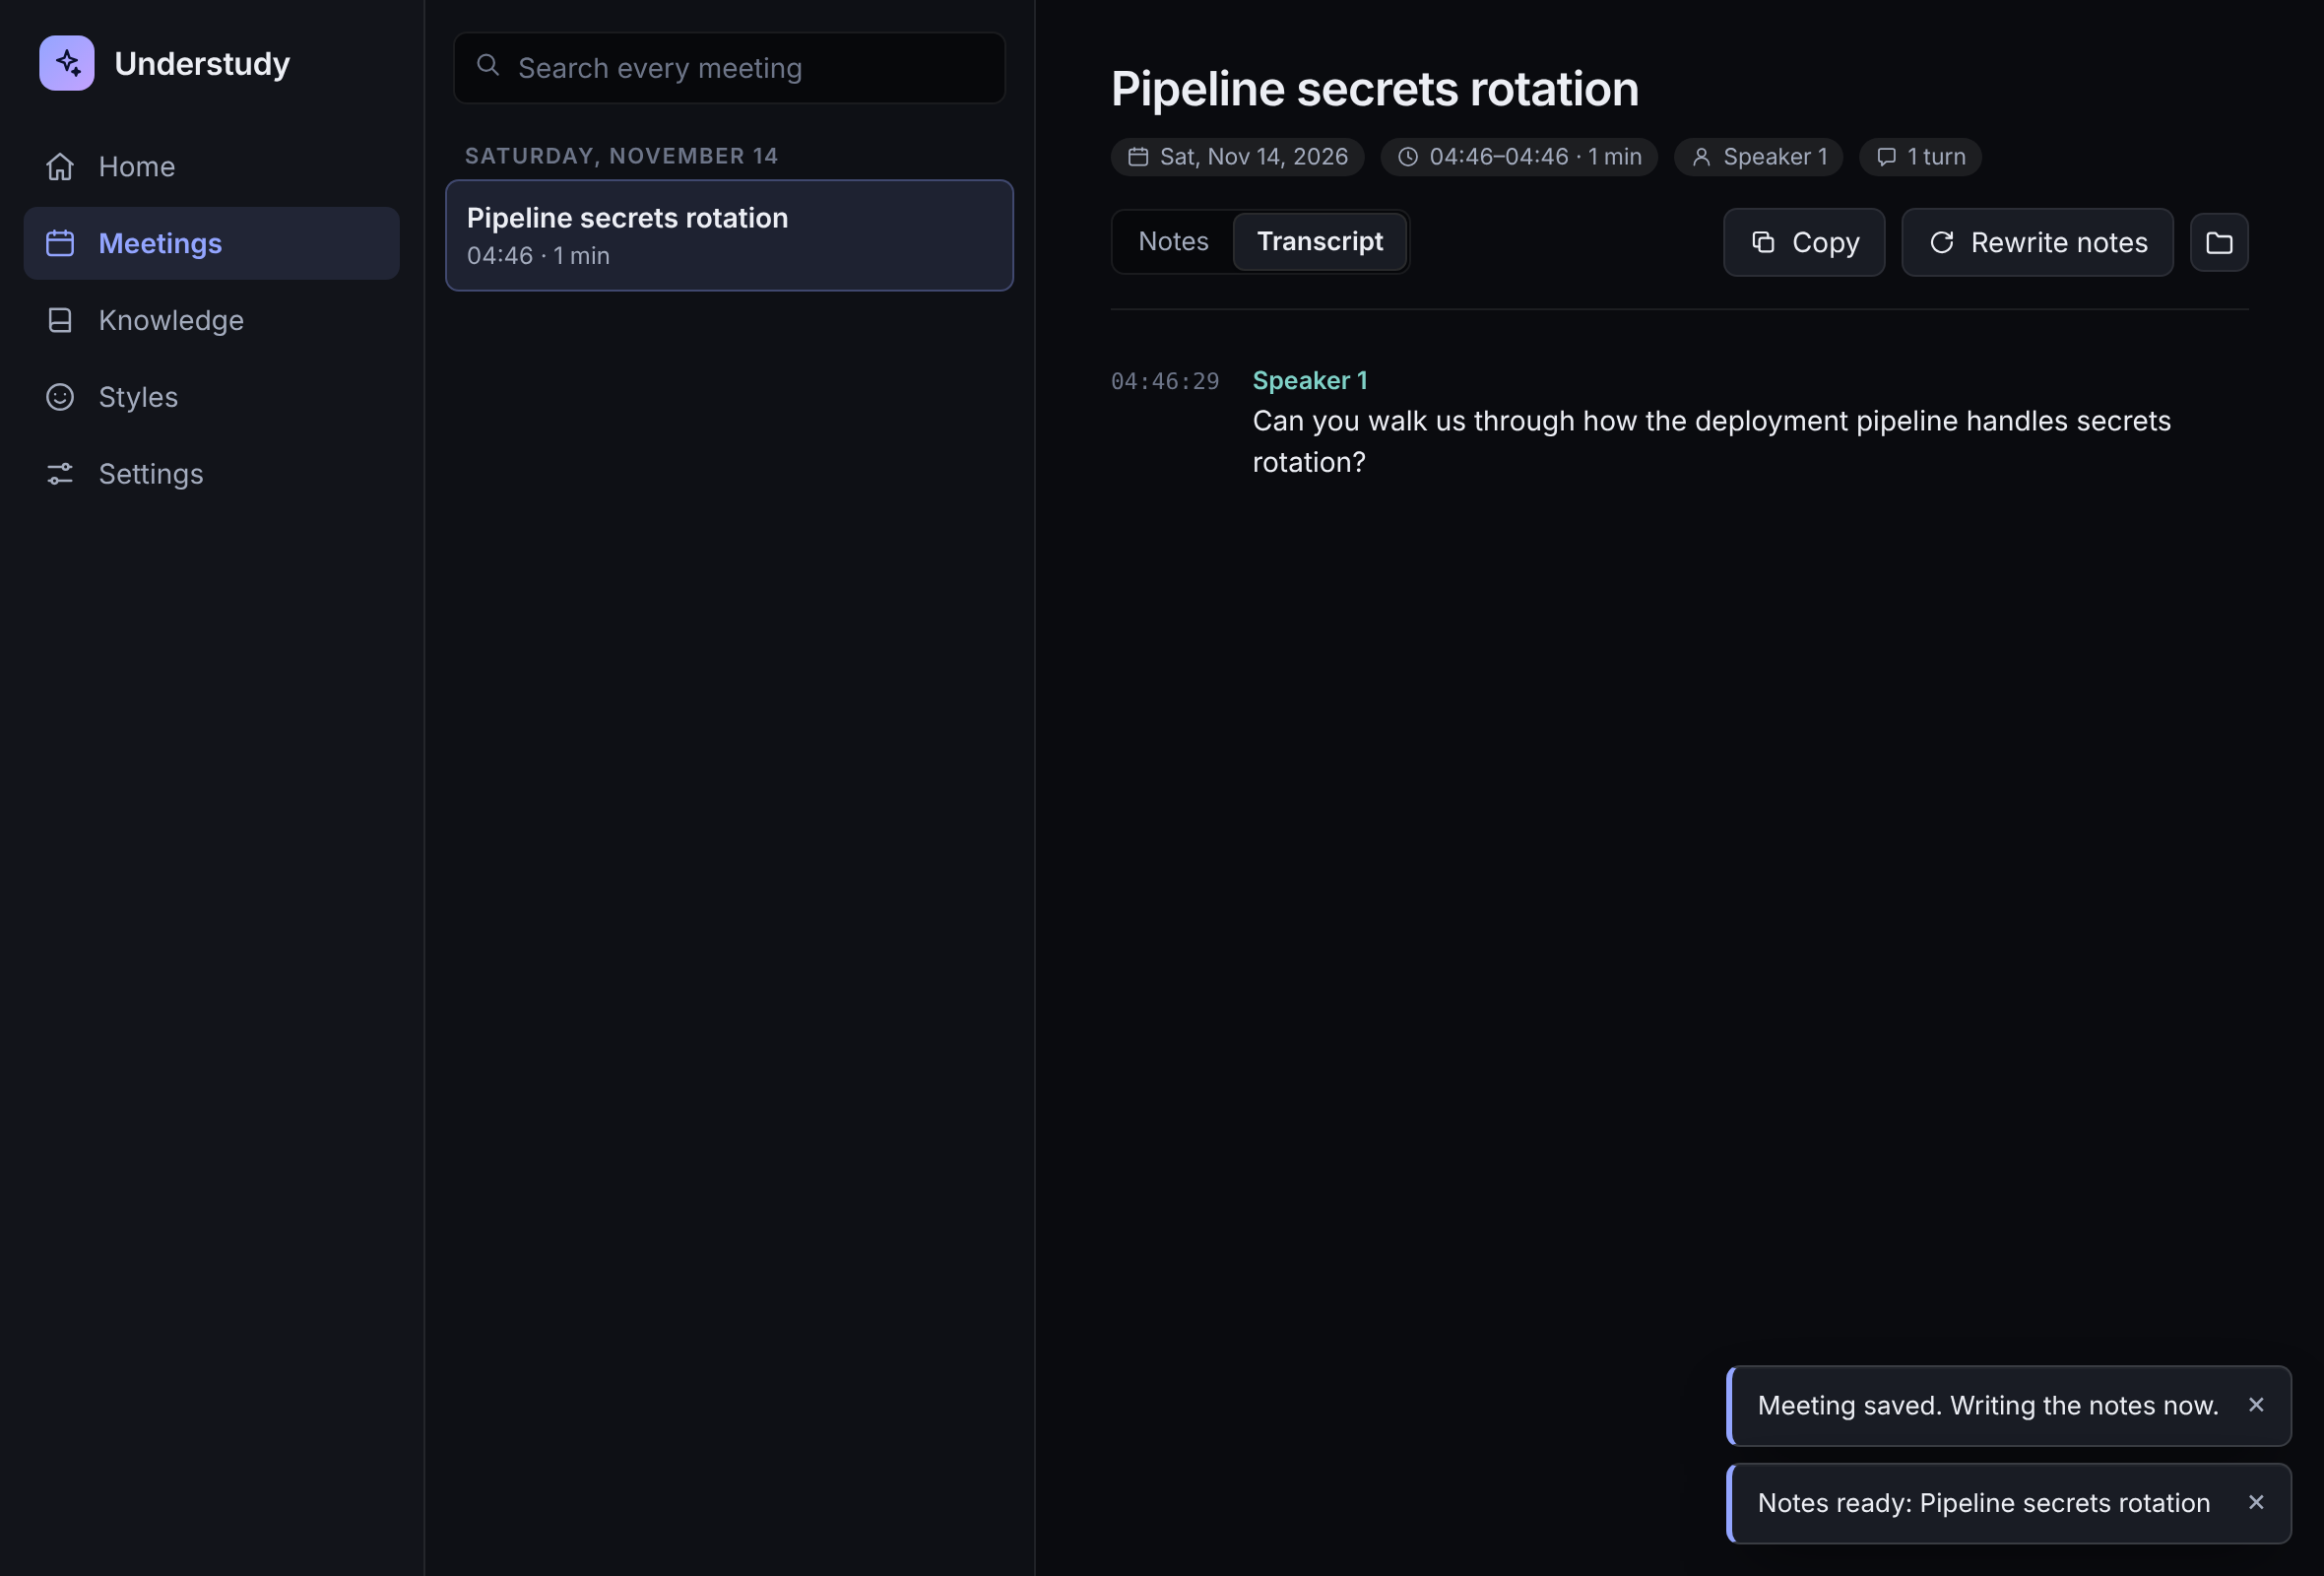 Understudy
Home
Meetings
Knowledge
Styles
Settings
Search every meeting
SATURDAY, NOVEMBER 14
Pipeline secrets rotation
04:46 · 1 min
Pipeline secrets rotation
Sat, Nov 14, 2026
04:46–04:46 · 1 min
Speaker 1
1 turn
Notes
Transcript
Copy
Rewrite notes
04:46:29
Speaker 1
Can you walk us through how the deployment pipeline handles secrets
rotation?
Meeting saved. Writing the notes now.
Notes ready: Pipeline secrets rotation